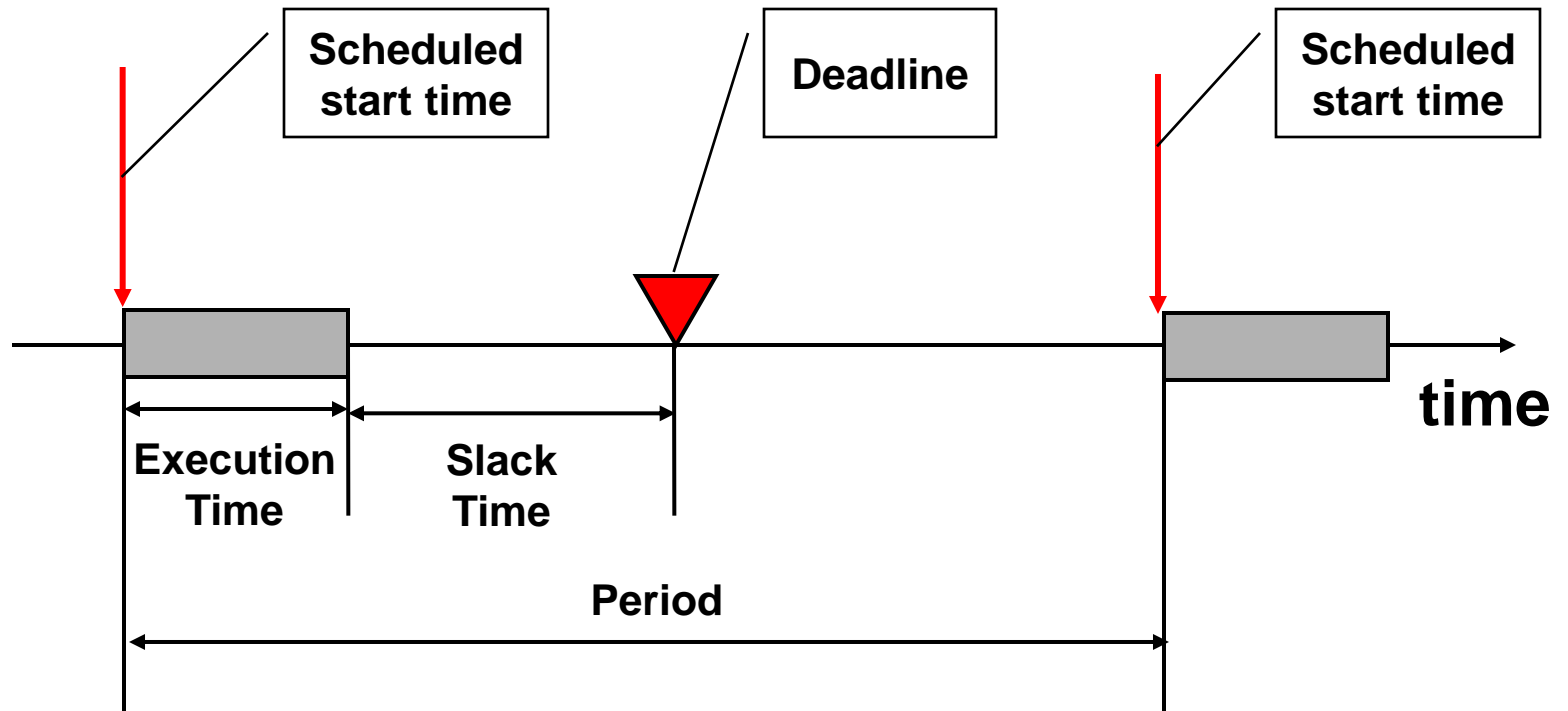 Scheduled
start time
Deadline
Scheduled
start time
time
Execution
Time
Slack
Time
Period